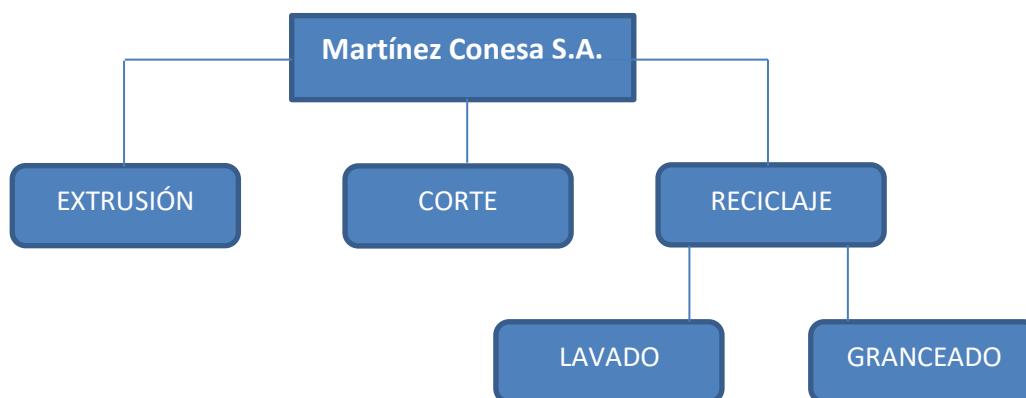 Martínez Conesa S.A.
EXTRUSIÓN
CORTE
RECICLAJE
LAVADO
GRANCEADO